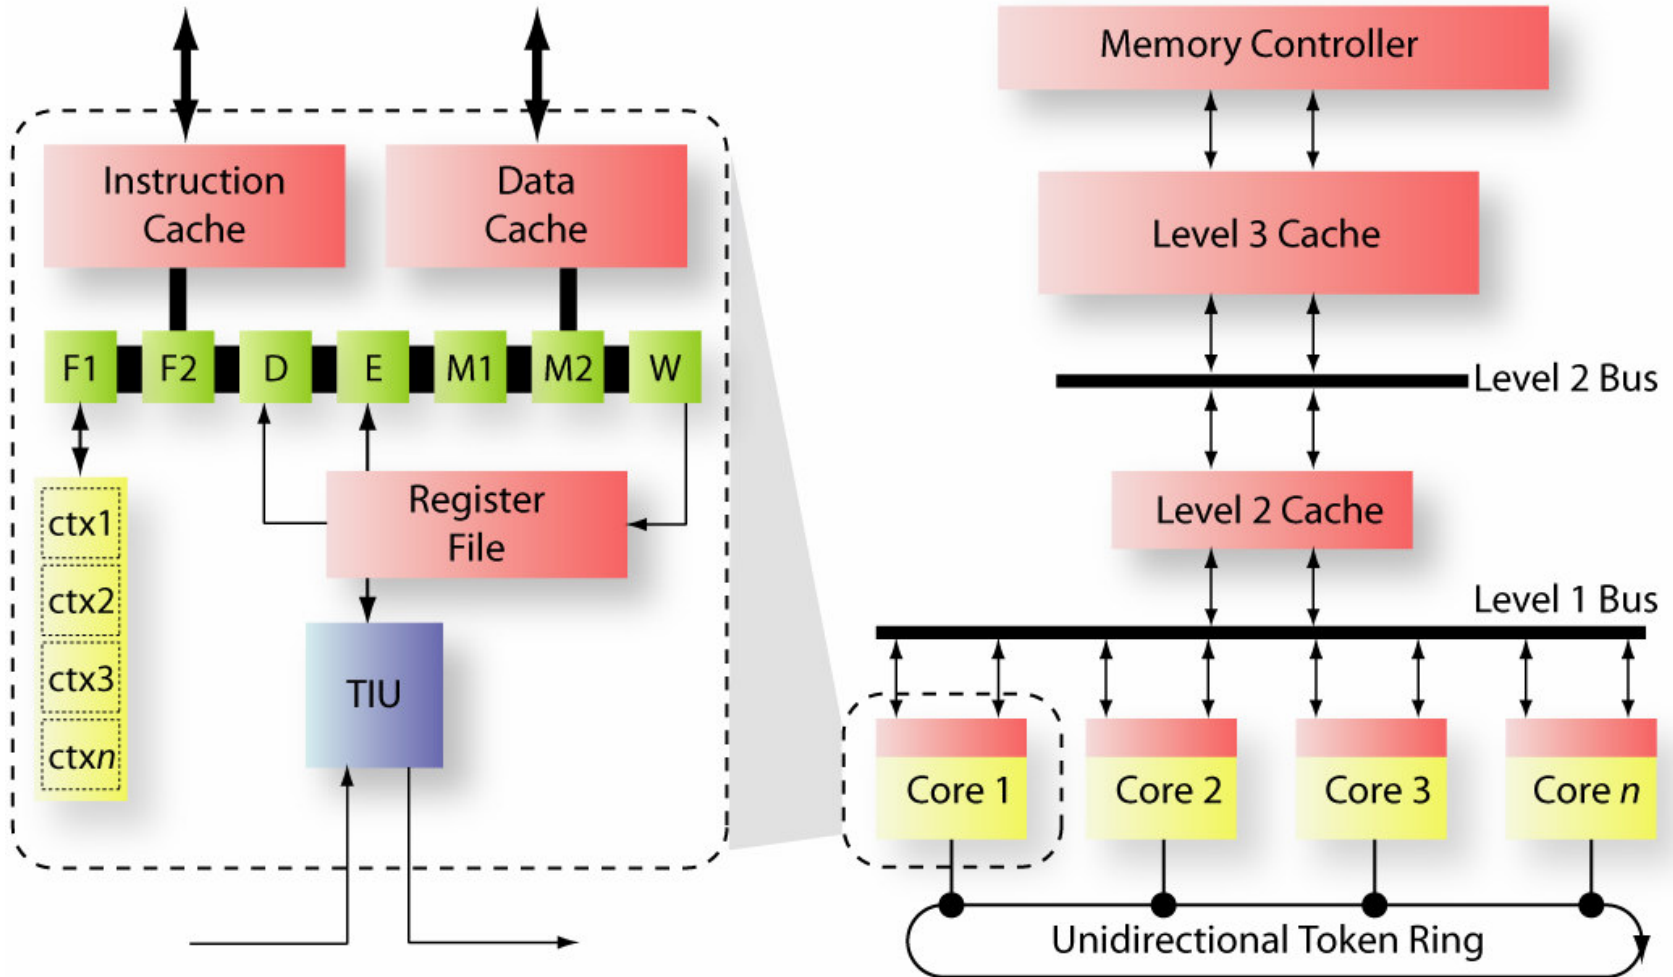 Instruction
Cache
Data
Cache
F1
F2
D
E
M1
M2
W
ctx1
ctx2
ctx3
ctxn
Register
File
TIU
Memory Controller
Level 3 Cache
Level 2 Bus
Level 2 Cache
Level 1 Bus
Core 1
Core 2
Core 3
Core n
Unidirectional Token Ring